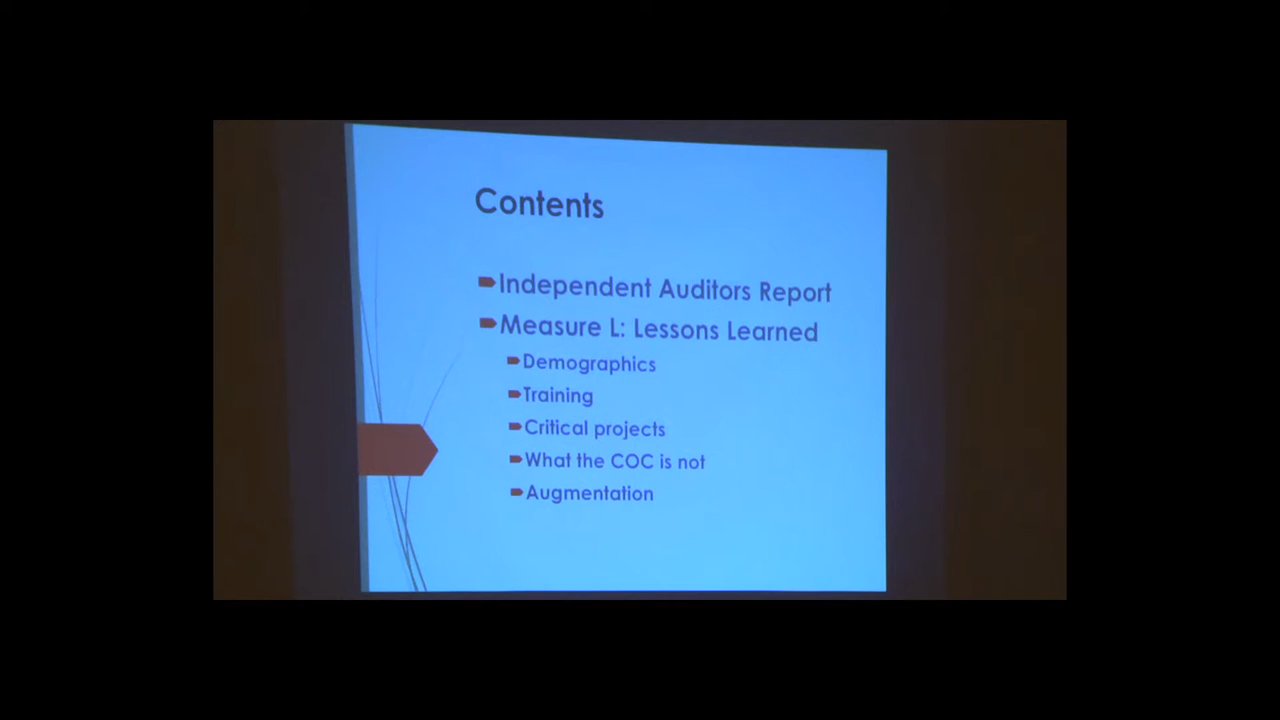 Contents
Independent Auditors Report
Measure L: Lessons Learned
Demographics
Training
Critical projects
What the COC is not
Augmentation